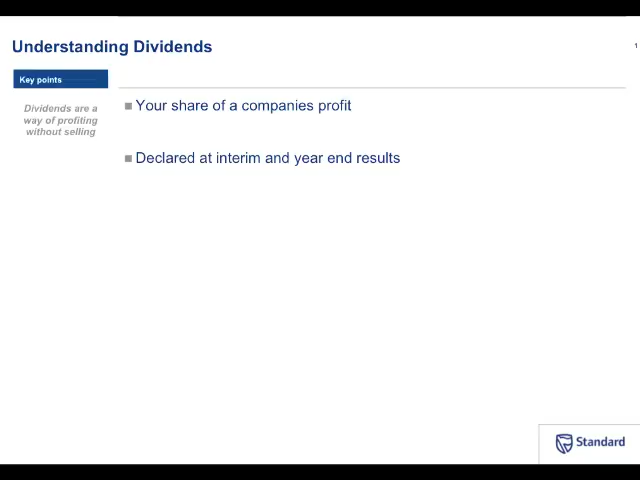 Understanding Dividends
1
Key points
Dividends are a
way of profiting
without selling
Your share of a companies profit
Declared at interim and year end results
Standard